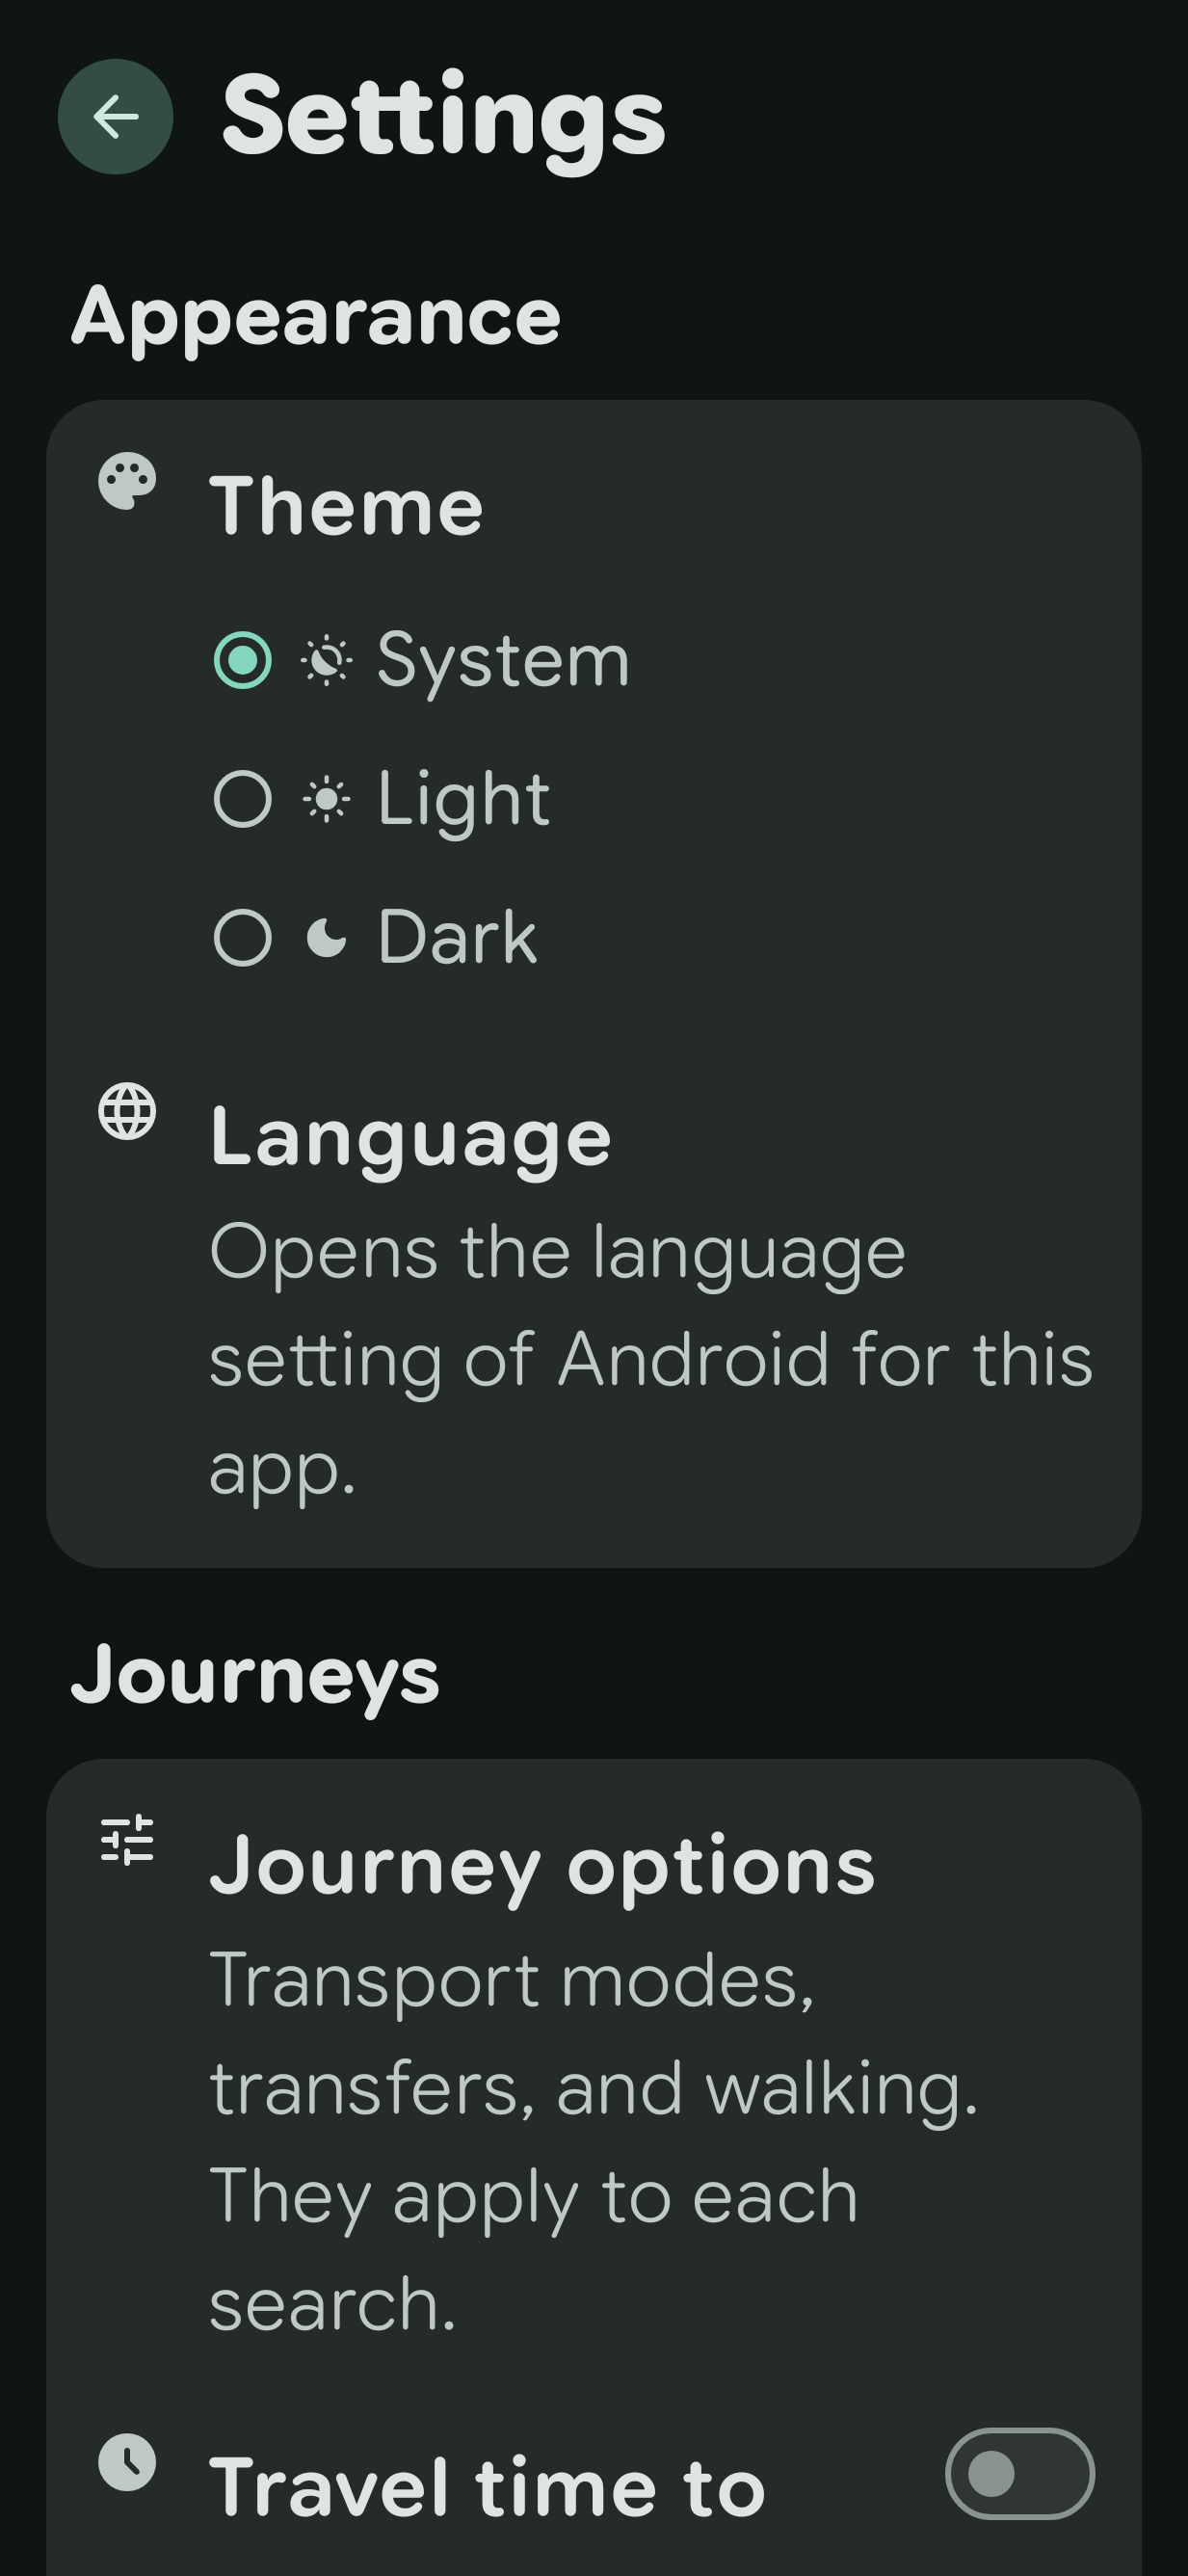 Settings
Appearance
Theme
System
Light
Dark
Language
Opens the language
setting of Android for this
app.
Journeys
Journey options
Transport modes,
transfers, and walking.
They apply to each
search.
Travel time to